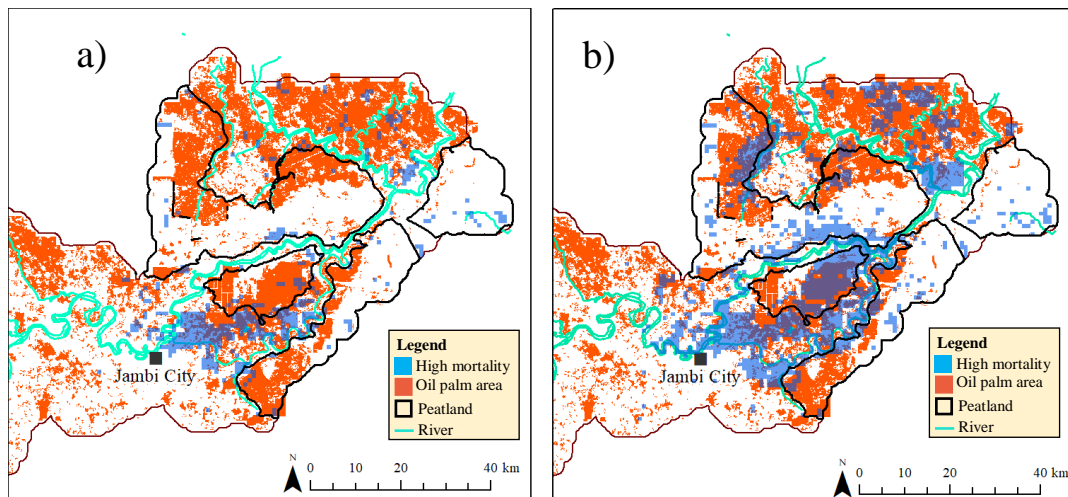 a)
Jambi City
Legend
High mortality
Oil palm area
Peatland
River
N
0 10 20 40 km
b)
Jambi City
Legend
High mortality
Oil palm area
Peatland
River
N
0 10 20 40 km